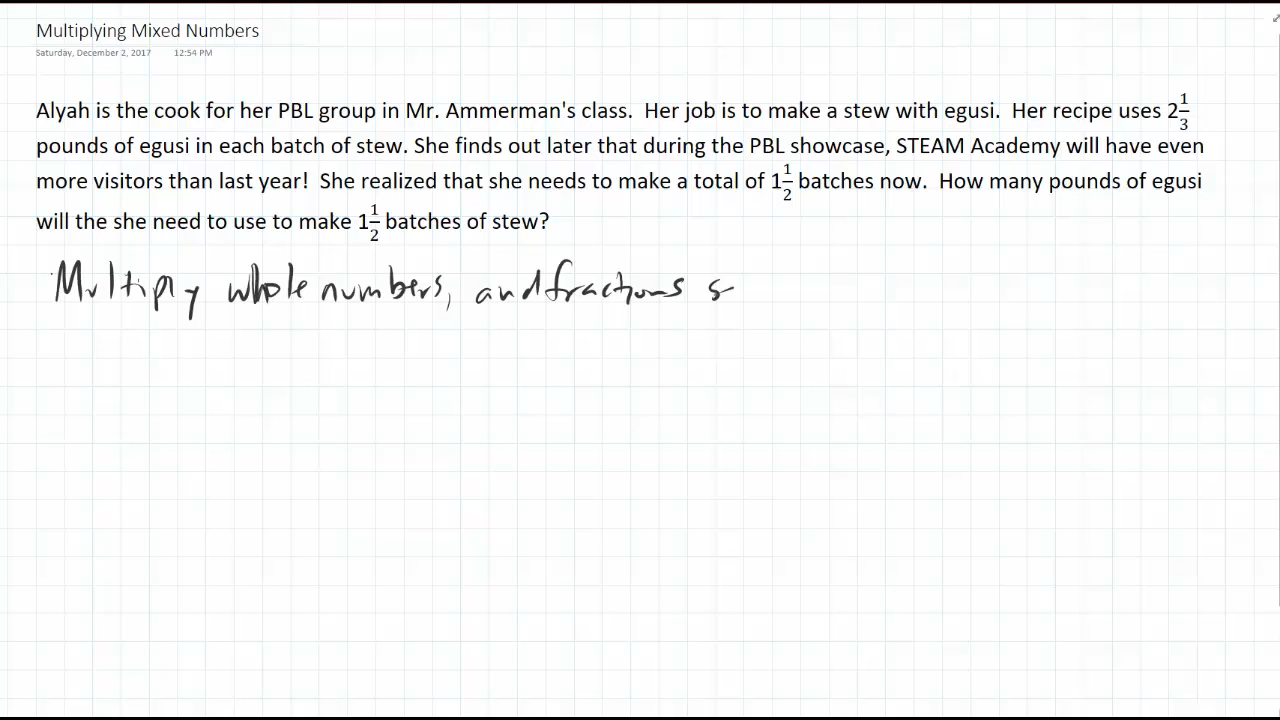 Multiplying Mixed Numbers
Saturday, December 2, 2017 12:54 PM
Alyah is the cook for her PBL group in Mr. Ammerman's class. Her job is to make a stew with egusi. Her recipe uses 2 1/3
pounds of egusi in each batch of stew. She finds out later that during the PBL showcase, STEAM Academy will have even
more visitors than last year! She realized that she needs to make a total of 1 1/2 batches now. How many pounds of egusi
will the she need to use to make 1 1/2 batches of stew?
Multiply whole numbers, and fractions s